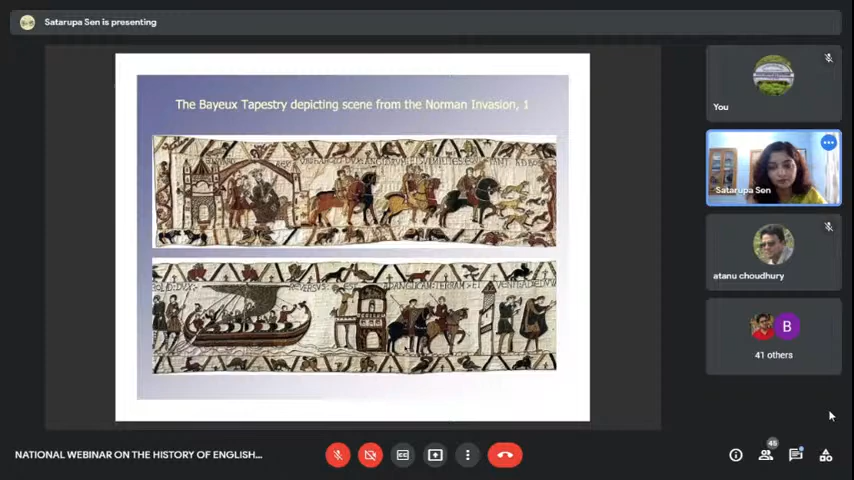 Satarupa Sen is presenting
The Bayeux Tapestry depicting scene from the Norman Invasion, 1
You
Satarupa Sen
atanu choudhury
B
41 others
NATIONAL WEBINAR ON THE HISTORY OF ENGLISH...
46